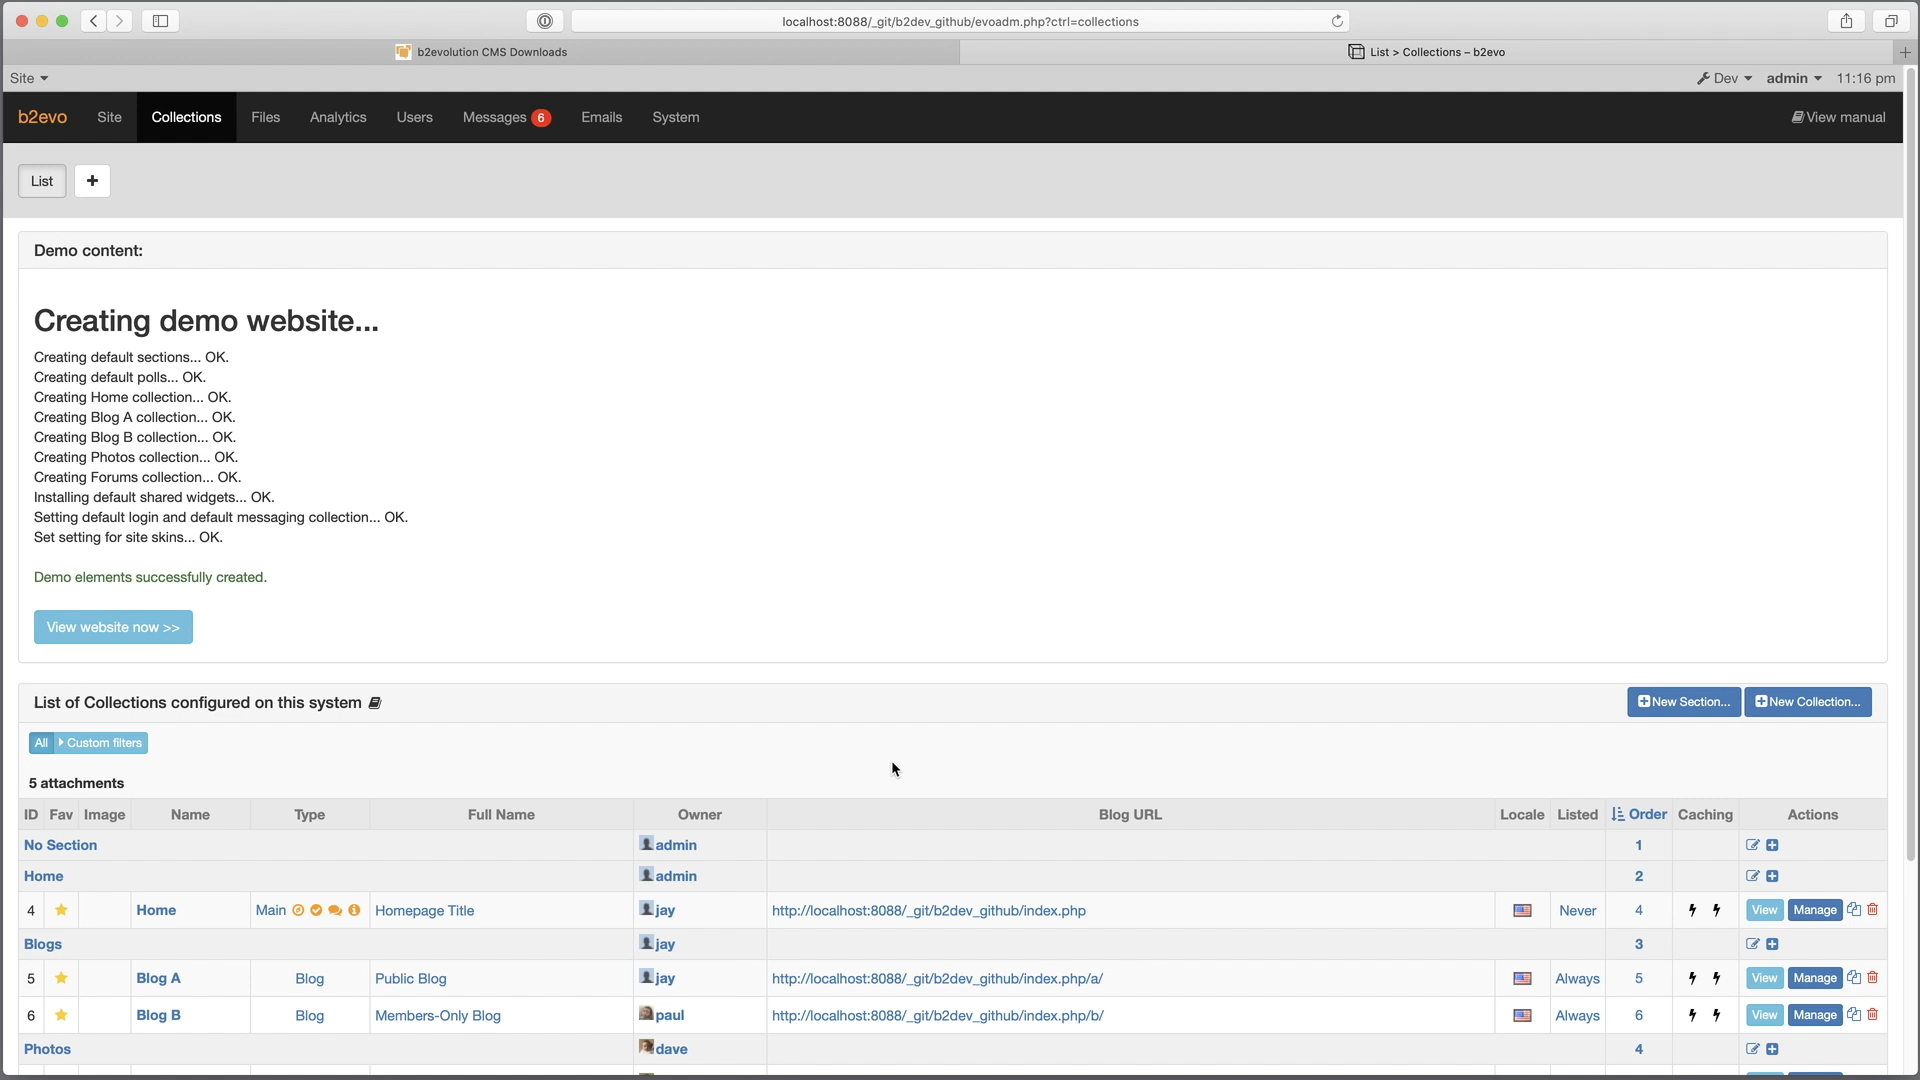 localhost:8088/_git/b2dev_github/evoadm.php?ctrl=collections
b2evolution CMS Downloads
List > Collections – b2evo
Site
Dev
admin
11:16 pm
b2evo
Site
Collections
Files
Analytics
Users
Messages 6
Emails
System
View manual
List
Demo content:
Creating demo website...
Creating default sections... OK.
Creating default polls... OK.
Creating Home collection... OK.
Creating Blog A collection... OK.
Creating Blog B collection... OK.
Creating Photos collection... OK.
Creating Forums collection... OK.
Installing default shared widgets... OK.
Setting default login and default messaging collection... OK.
Set setting for site skins... OK.
Demo elements successfully created.
View website now >>
List of Collections configured on this system
New Section...
New Collection...
All
Custom filters
5 attachments
ID Fav Image Name Type Full Name Owner Blog URL Locale Listed Order Caching Actions
No Section admin 1
Home admin 2
4 Home Main Homepage Title jay http://localhost:8088/_git/b2dev_github/index.php Never 4 View Manage
Blogs jay 3
5 Blog A Blog Public Blog jay http://localhost:8088/_git/b2dev_github/index.php/a/ Always 5 View Manage
6 Blog B Blog Members-Only Blog paul http://localhost:8088/_git/b2dev_github/index.php/b/ Always 6 View Manage
Photos dave 4